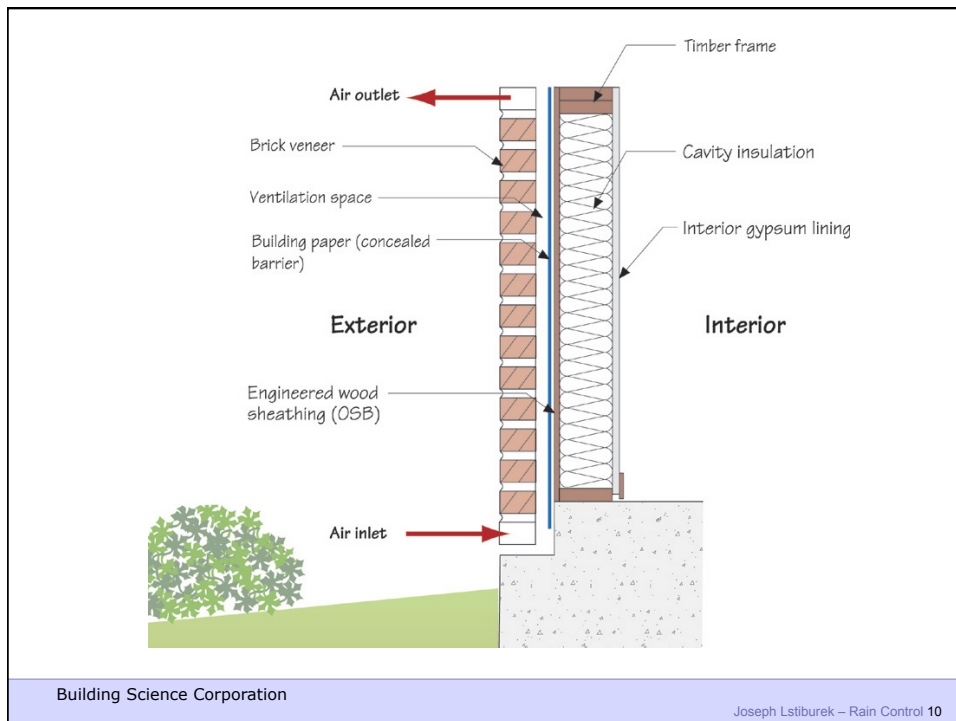 Timber frame
Air outlet
Brick veneer
Cavity insulation
Ventilation space
Interior gypsum lining
Building paper (concealed
barrier)
Exterior
Interior
Engineered wood
sheathing (OSB)
Air inlet
Building Science Corporation
Joseph Lstiburek – Rain Control 10